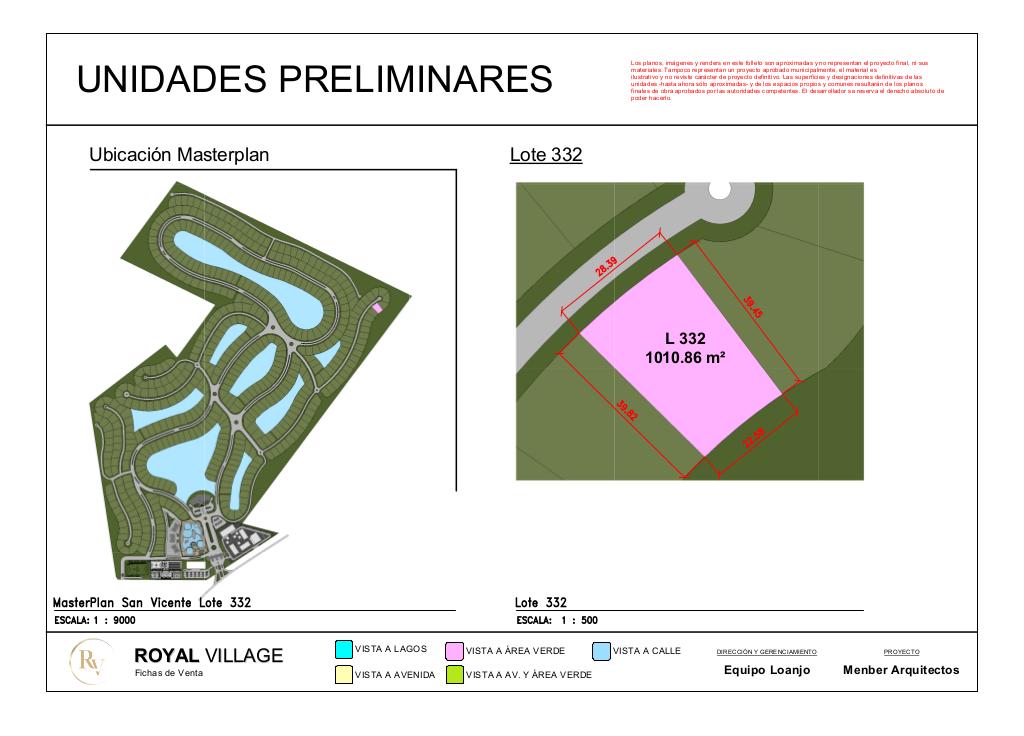 UNIDADES PRELIMINARES
Los planos, imágenes y renders en este folleto son aproximadas y no representan el proyecto final, ni sus
materiales. Tampoco representan un proyecto aprobado municipalmente, el material es
ilustrativo y no reviste carácter de proyecto definitivo. Las superficies y designaciones definitivas de las
unidades -hasta ahora sólo aproximadas- y de los espacios propios y comunes resultarán de los planos
finales de obra aprobados por las autoridades competentes. El desarrollador se reserva el derecho absoluto de
poder hacerlo.
Ubicación Masterplan
Lote 332
28.39
39.45
L 332
1010.86 m²
39.82
MasterPlan San Vicente Lote 332
ESCALA: 1 : 9000
Lote 332
ESCALA: 1 : 500
RV
ROYAL VILLAGE
Fichas de Venta
VISTA A LAGOS
VISTA A ÁREA VERDE
VISTA A CALLE
VISTA A AVENIDA
VISTA A AV. Y ÁREA VERDE
DIRECCIÓN Y GERENCIAMIENTO
Equipo Loanjo
PROYECTO
Menber Arquitectos